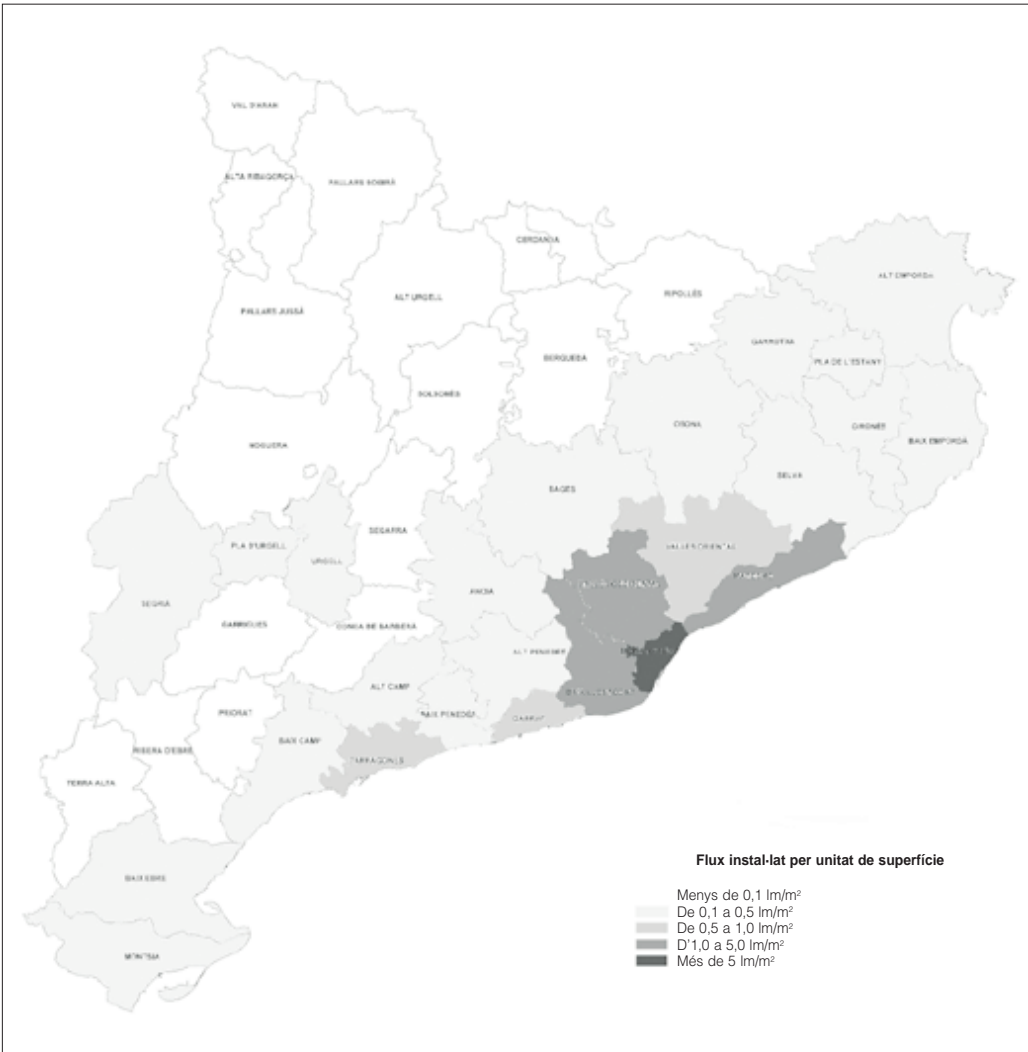 VAL D'ARAN
ALTA RIBAGORÇA
PALLARS SOBIRÀ
CERDANYA
ALT EMPORDÀ
RIPOLLÈS
ALT URGELL
PALLARS JUSSÀ
GARROTXA
BERGUEDÀ
PLA DE L'ESTANY
SOLSONÈS
OSONA
GIRONÈS
NOGUERA
BAIX EMPORDÀ
SELVA
BAGES
SEGARRA
PLA D'URGELL
VALLÈS ORIENTAL
URGELL
MARESME
ANOIA
SEGRIÀ
GARRIGUES
CONCA DE BARBERÀ
ALT PENEDÈS
ALT CAMP
BAIX LLOBREGAT
PRIORAT
BAIX PENEDÈS
GARRAF
BAIX CAMP
RIBERA D'EBRE
TARRAGONÈS
TERRA ALTA
BAIX EBRE
MONTSIÀ
Flux instal·lat per unitat de superfície
Menys de 0,1 lm/m²
De 0,1 a 0,5 lm/m²
De 0,5 a 1,0 lm/m²
D'1,0 a 5,0 lm/m²
Més de 5 lm/m²